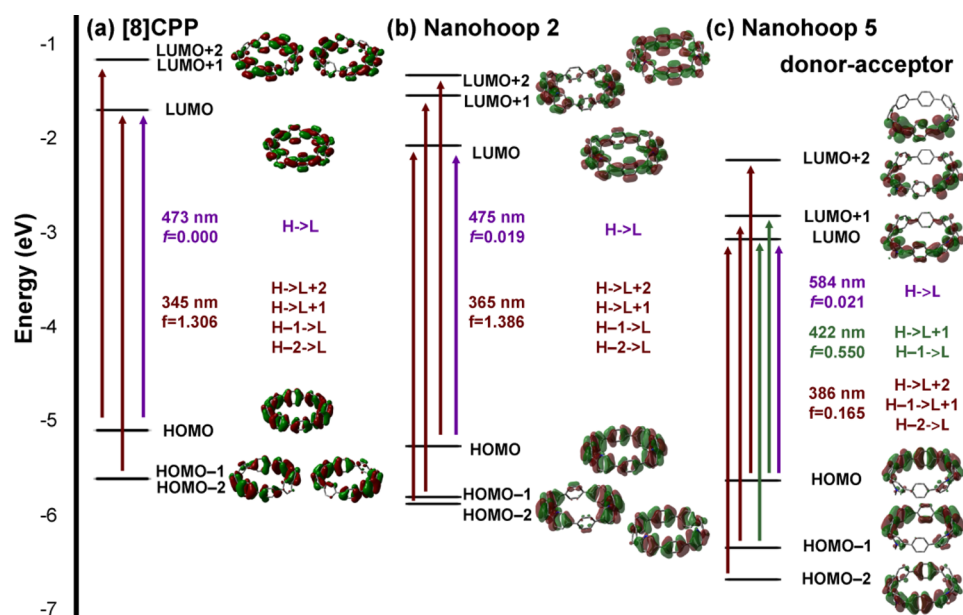 Energy (eV)
-1
-2
-3
-4
-5
-6
-7
(a) [8]CPP
LUMO+2
LUMO+1
LUMO
473 nm
f=0.000
H->L
345 nm
f=1.306
H->L+2
H->L+1
H–1->L
H–2->L
HOMO
HOMO–1
HOMO–2
(b) Nanohoop 2
LUMO+2
LUMO+1
LUMO
475 nm
f=0.019
H->L
365 nm
f=1.386
H->L+2
H->L+1
H–1->L
H–2->L
HOMO
HOMO–1
HOMO–2
(c) Nanohoop 5
donor-acceptor
LUMO+2
LUMO+1
LUMO
584 nm
f=0.021
H->L
422 nm
f=0.550
H->L+1
H–1->L
386 nm
f=0.165
H->L+2
H–1->L+1
H–2->L
HOMO
HOMO–1
HOMO–2